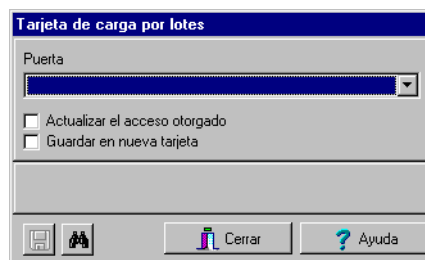 Tarjeta de carga por lotes
Puerta
Actualizar el acceso otorgado
Guardar en nueva tarjeta
Cerrar
Ayuda